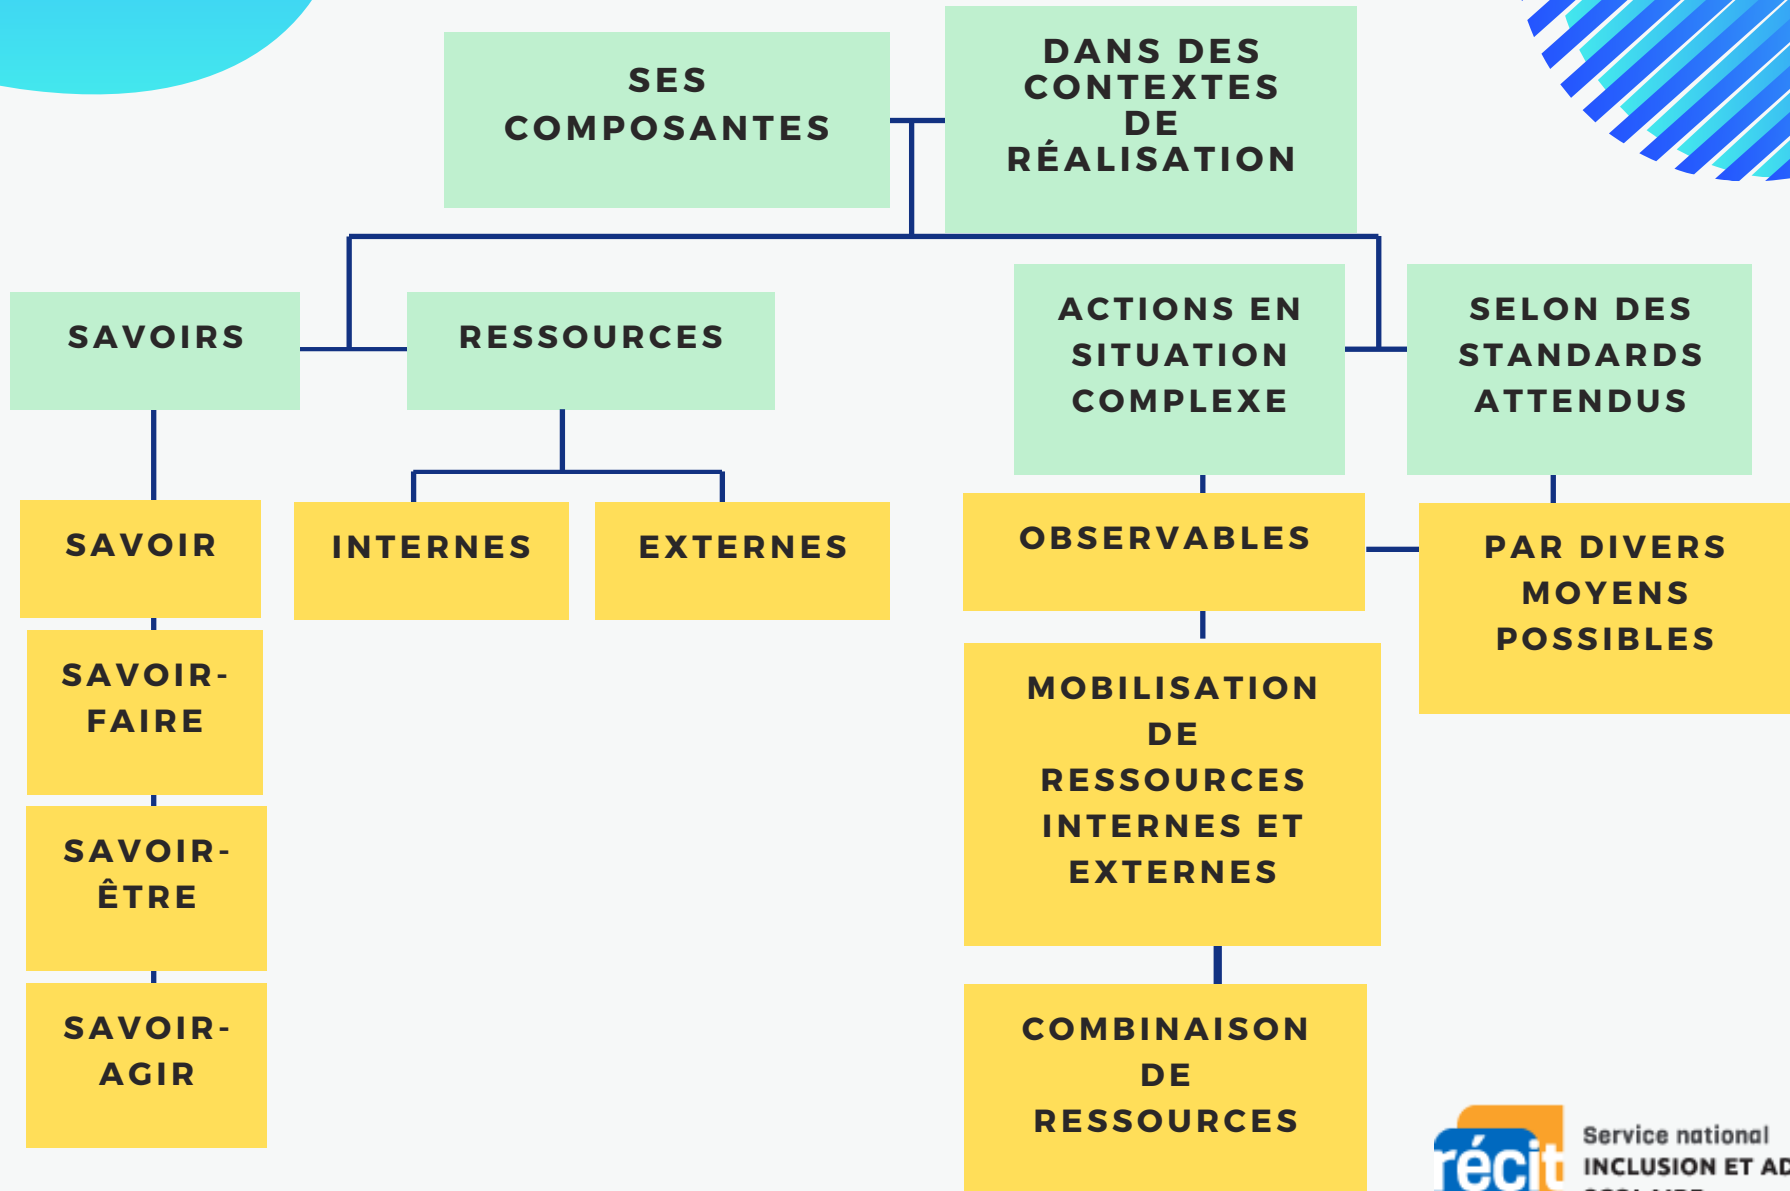 SES
COMPOSANTES
DANS DES
CONTEXTES
DE
RÉALISATION
SAVOIRS
RESSOURCES
ACTIONS EN
SITUATION
COMPLEXE
SELON DES
STANDARDS
ATTENDUS
SAVOIR
SAVOIR-
FAIRE
SAVOIR-
ÊTRE
SAVOIR-
AGIR
INTERNES
EXTERNES
OBSERVABLES
MOBILISATION
DE
RESSOURCES
INTERNES ET
EXTERNES
COMBINAISON
DE
RESSOURCES
PAR DIVERS
MOYENS
POSSIBLES
récit
Service national
INCLUSION ET AD